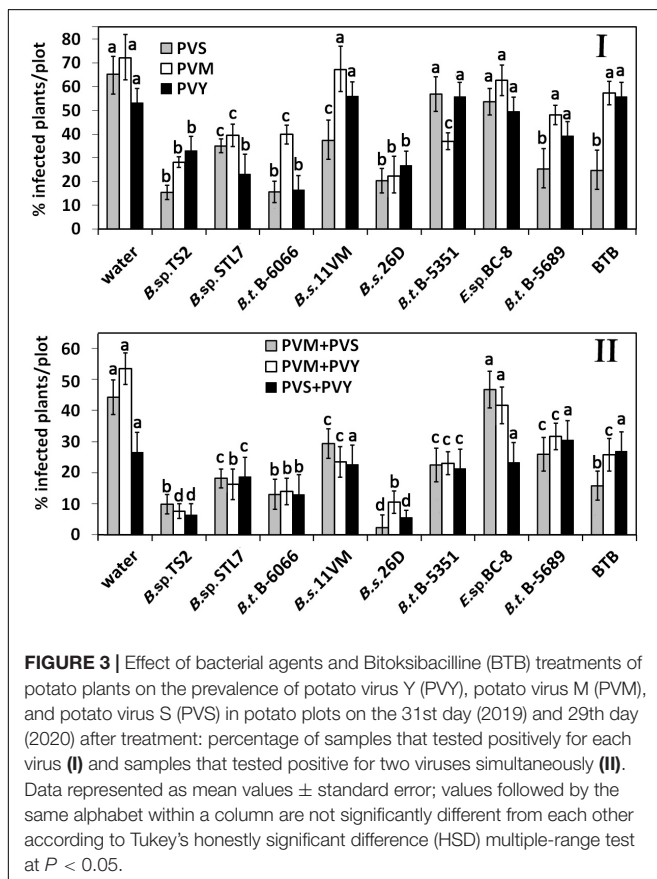 % infected plants/plot
80
70
60
50
40
30
20
10
0
PVS
PVM
PVY
I
a a a
b b b
c c b
b c b
c a a
b b b
a c a
a a a
b a a
b a a
water
B.sp.TS2
B.sp. STL7
B.t. B-6066
B.s. 11VM
B.s. 26D
B.t. B-5351
E.sp.BC-8
B.t. B-5689
BTB
% infected plants/plot
60
50
40
30
20
10
0
PVM+PVS
PVM+PVY
PVS+PVY
II
a a a
b d d
c b c
b b b
c c a
d b d
c c c
a a a
c c a
b c a
water
B.sp.TS2
B.sp. STL7
B.t. B-6066
B.s. 11VM
B.s. 26D
B.t. B-5351
E.sp.BC-8
B.t. B-5689
BTB
FIGURE 3 | Effect of bacterial agents and Bitoksibacilline (BTB) treatments of
potato plants on the prevalence of potato virus Y (PVY), potato virus M (PVM),
and potato virus S (PVS) in potato plots on the 31st day (2019) and 29th day
(2020) after treatment: percentage of samples that tested positively for each
virus (I) and samples that tested positive for two viruses simultaneously (II).
Data represented as mean values ± standard error; values followed by the
same alphabet within a column are not significantly different from each other
according to Tukey's honestly significant difference (HSD) multiple-range test
at P < 0.05.